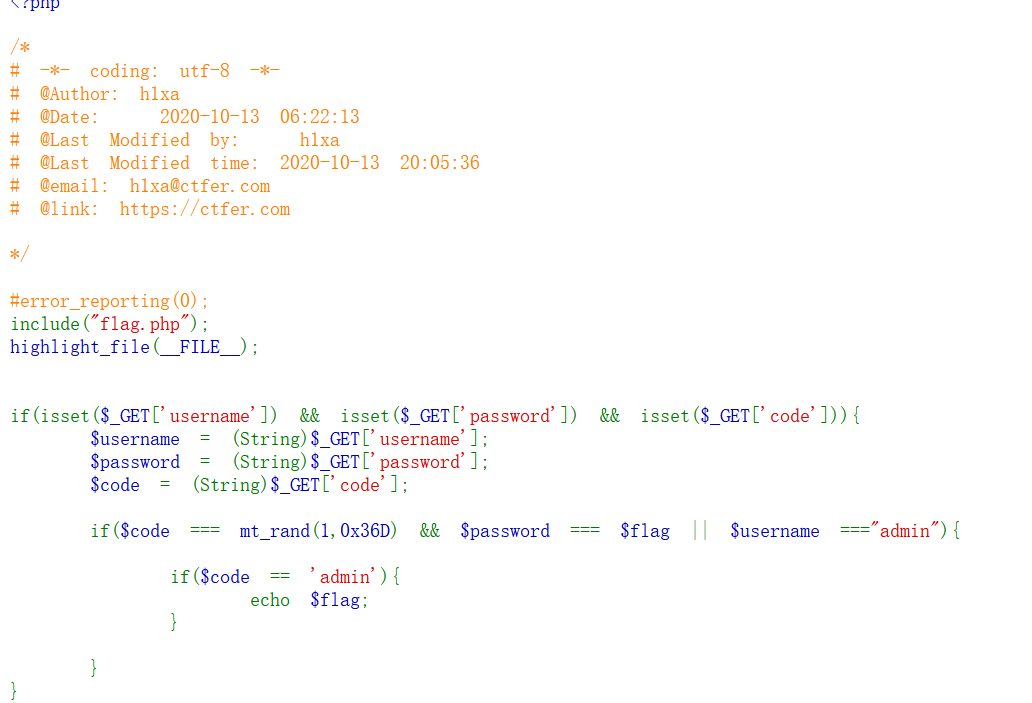 <?php
/*
# -*- coding: utf-8 -*-
# @Author: h1xa
# @Date: 2020-10-13 06:22:13
# @Last Modified by: h1xa
# @Last Modified time: 2020-10-13 20:05:36
# @email: h1xa@ctfer.com
# @link: https://ctfer.com
*/
#error_reporting(0);
include("flag.php");
highlight_file(__FILE__);
if(isset($_GET['username']) && isset($_GET['password']) && isset($_GET['code'])){
$username = (String)$_GET['username'];
$password = (String)$_GET['password'];
$code = (String)$_GET['code'];
if($code === mt_rand(1,0x36D) && $password === $flag || $username ==="admin"){
if($code == 'admin'){
echo $flag;
}
}
}